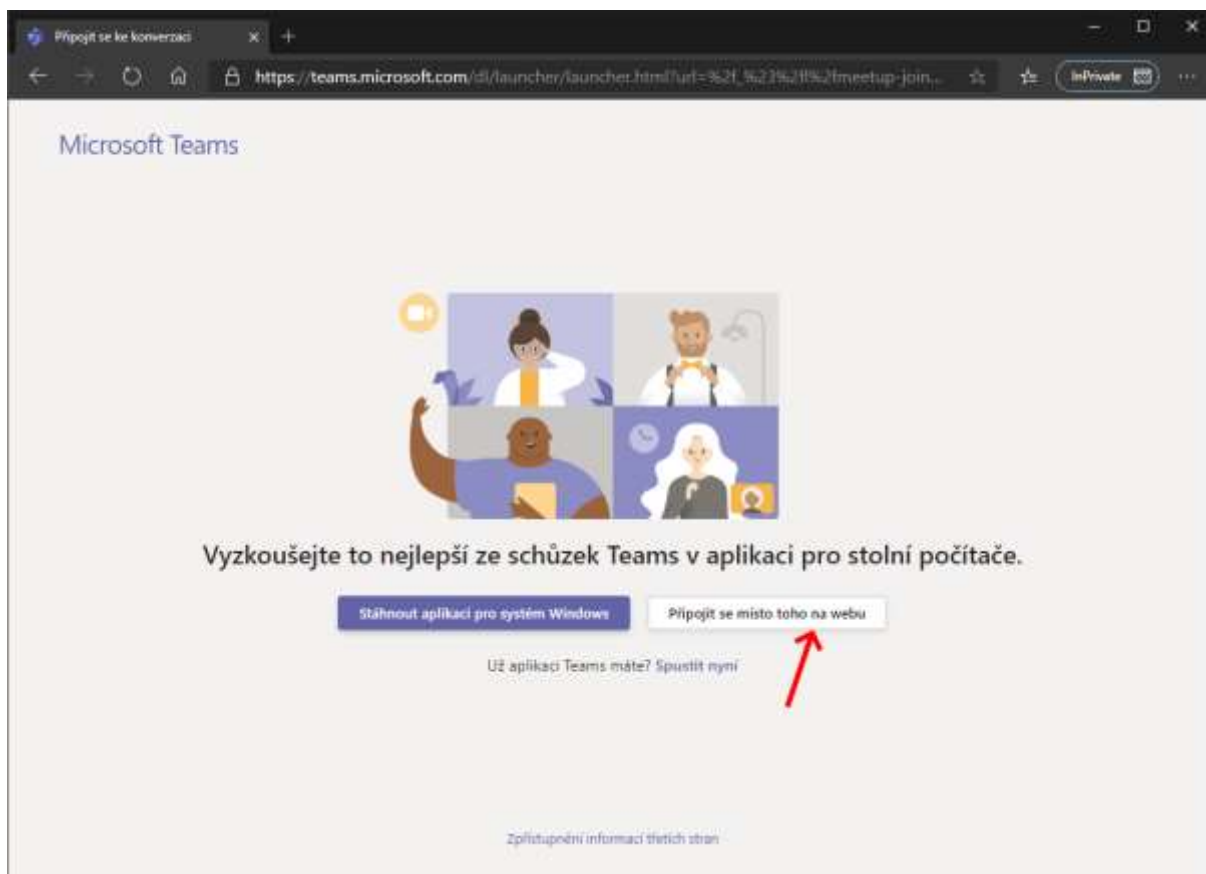 Připojit se ke konverzaci
https://teams.microsoft.com/dl/launcher/launcher.html?url=%2f_%23%2fl%2fmeetup-join...
InPrivate
Microsoft Teams
Vyzkoušejte to nejlepší ze schůzek Teams v aplikaci pro stolní počítače.
Stáhnout aplikaci pro systém Windows
Připojit se místo toho na webu
Už aplikaci Teams máte? Spustit nyní
Zpřístupnění informací třetích stran